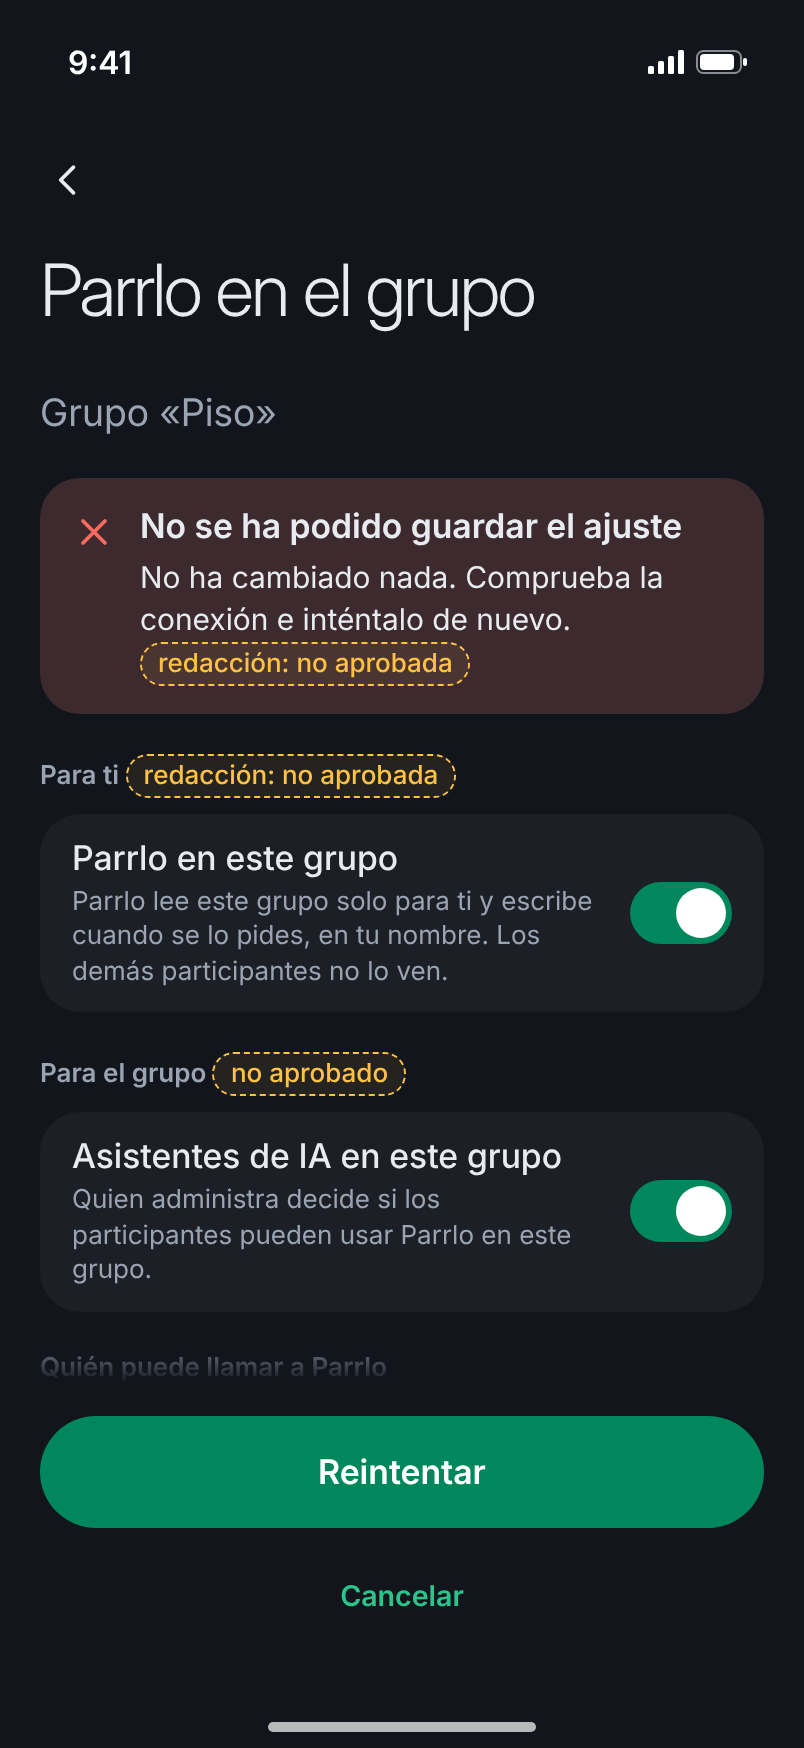 9:41
Parrlo en el grupo
Grupo «Piso»
No se ha podido guardar el ajuste
No ha cambiado nada. Comprueba la
conexión e inténtalo de nuevo.
redacción: no aprobada
Para ti redacción: no aprobada
Parrlo en este grupo
Parrlo lee este grupo solo para ti y escribe
cuando se lo pides, en tu nombre. Los
demás participantes no lo ven.
Para el grupo no aprobado
Asistentes de IA en este grupo
Quien administra decide si los
participantes pueden usar Parrlo en este
grupo.
Quién puede llamar a Parrlo
Reintentar
Cancelar